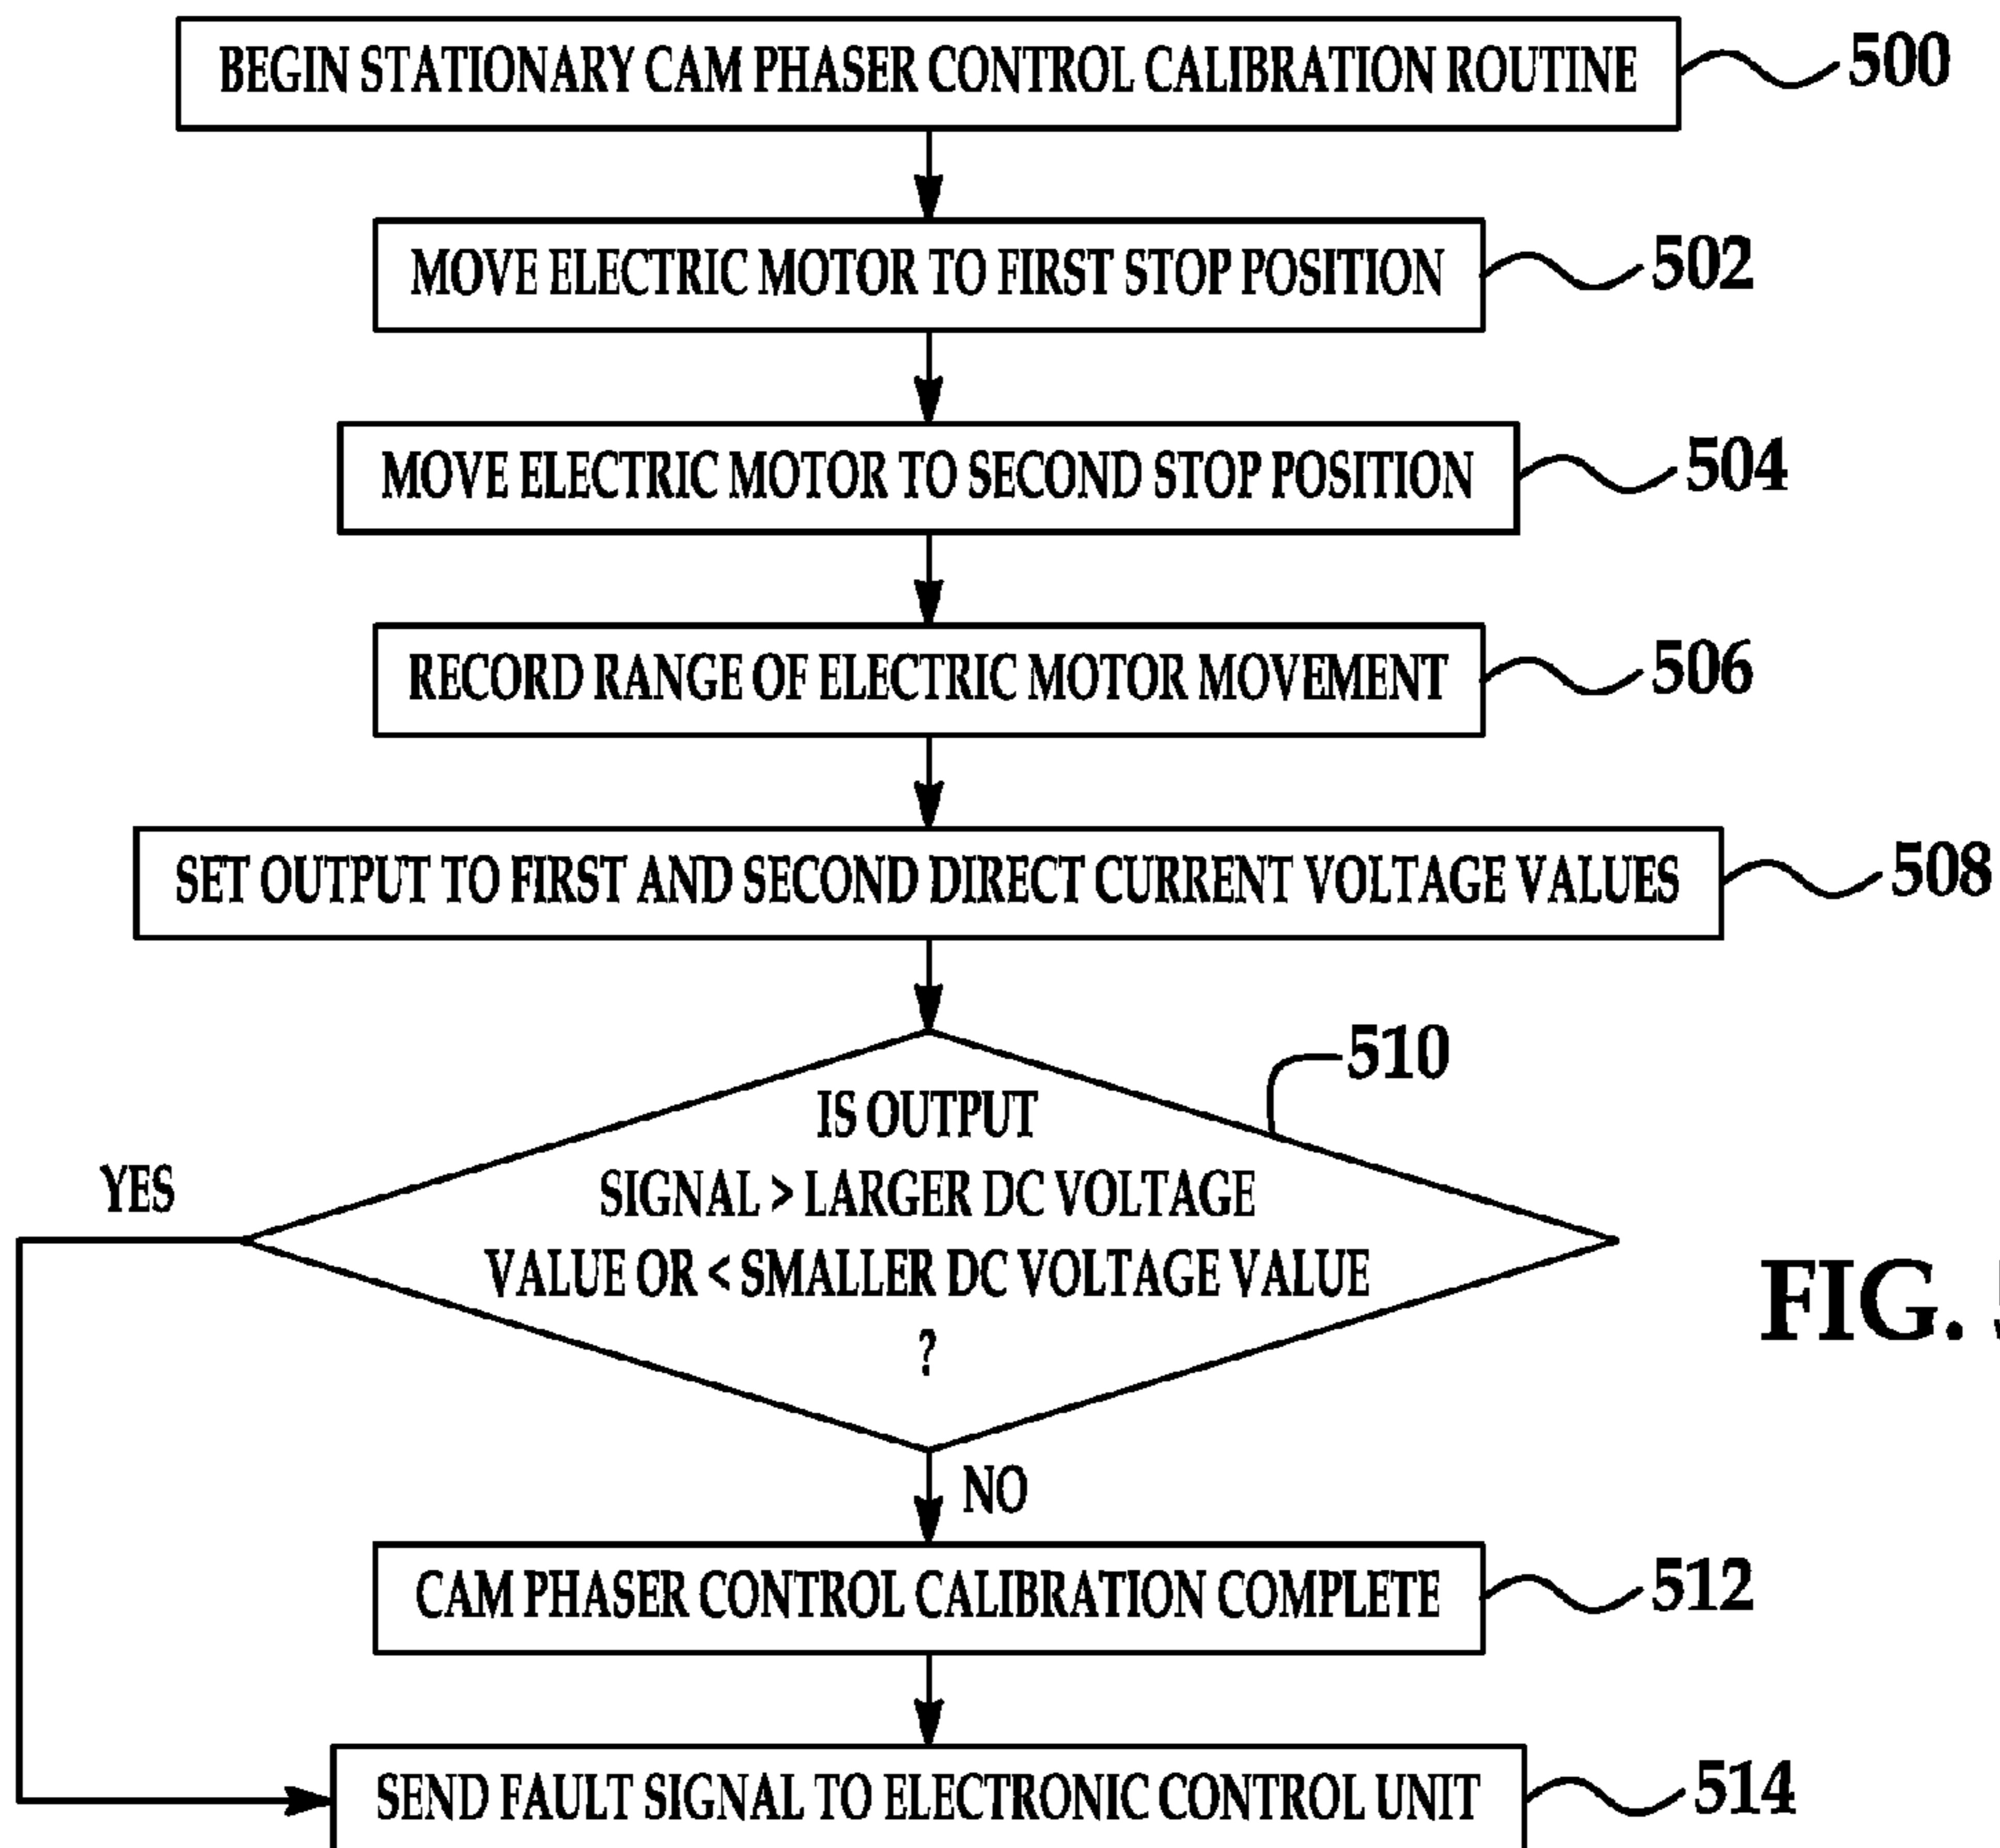 BEGIN STATIONARY CAM PHASER CONTROL CALIBRATION ROUTINE
500
MOVE ELECTRIC MOTOR TO FIRST STOP POSITION
502
MOVE ELECTRIC MOTOR TO SECOND STOP POSITION
504
RECORD RANGE OF ELECTRIC MOTOR MOVEMENT
506
SET OUTPUT TO FIRST AND SECOND DIRECT CURRENT VOLTAGE VALUES
508
510
IS OUTPUT
SIGNAL > LARGER DC VOLTAGE
VALUE OR < SMALLER DC VOLTAGE VALUE
?
YES
FIG.
NO
CAM PHASER CONTROL CALIBRATION COMPLETE
512
SEND FAULT SIGNAL TO ELECTRONIC CONTROL UNIT
514